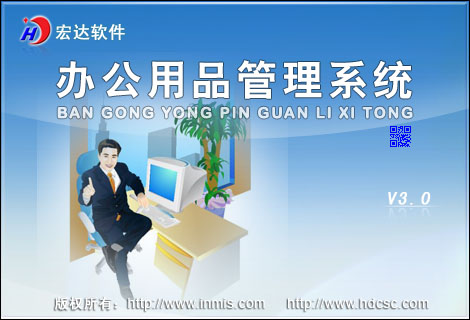 宏达软件
办公用品管理系统
BAN GONG YONG PIN GUAN LI XI TONG
V3.0
版权所有：http://www.inmis.com http://www.hdcsc.com